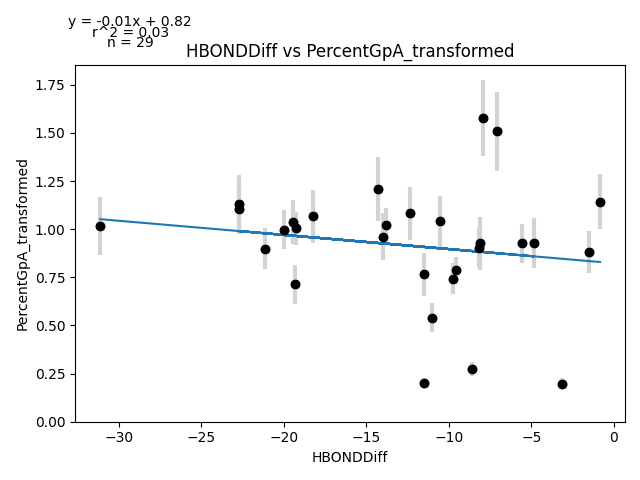 y = -0.01x + 0.82
r^2 = 0.03
n = 29
HBONDDiff vs PercentGpA_transformed
PercentGpA_transformed
1.75
1.50
1.25
1.00
0.75
0.50
0.25
0.00
−30 −25 −20 −15 −10 −5 0
HBONDDiff